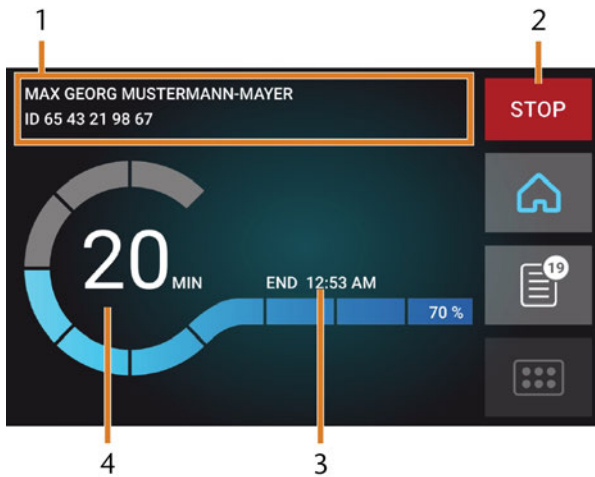 1
2
MAX GEORG MUSTERMANN-MAYER
ID 65 43 21 98 67
STOP
20 MIN
END 12:53 AM
19
70 %
4
3